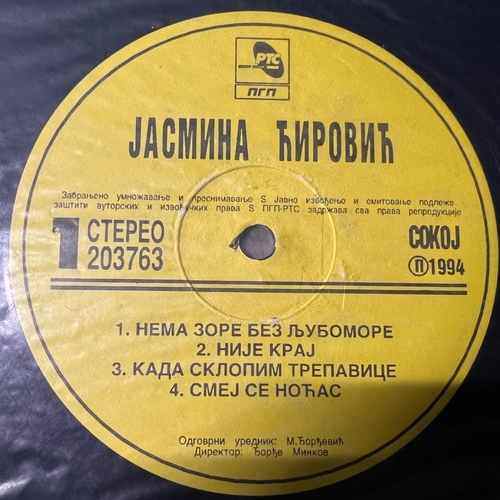 РТС
ПГП
ЈАСМИНА ЋИРОВИЋ
Забрањено умножавање и преснимавање S Јавно извођење и емитовање подлеже
заштити ауторских и извођачких права S ПГП-РТС задржава сва права репродукције
1 СТЕРЕО
203763
СОКОЈ
Ⓟ1994
1. НЕМА ЗОРЕ БЕЗ ЉУБОМОРЕ
2. НИЈЕ КРАЈ
3. КАДА СКЛОПИМ ТРЕПАВИЦЕ
4. СМЕЈ СЕ НОЋАС
Одговрни уредник: М.Ђорђевић
Директор: Ђорђе Минков